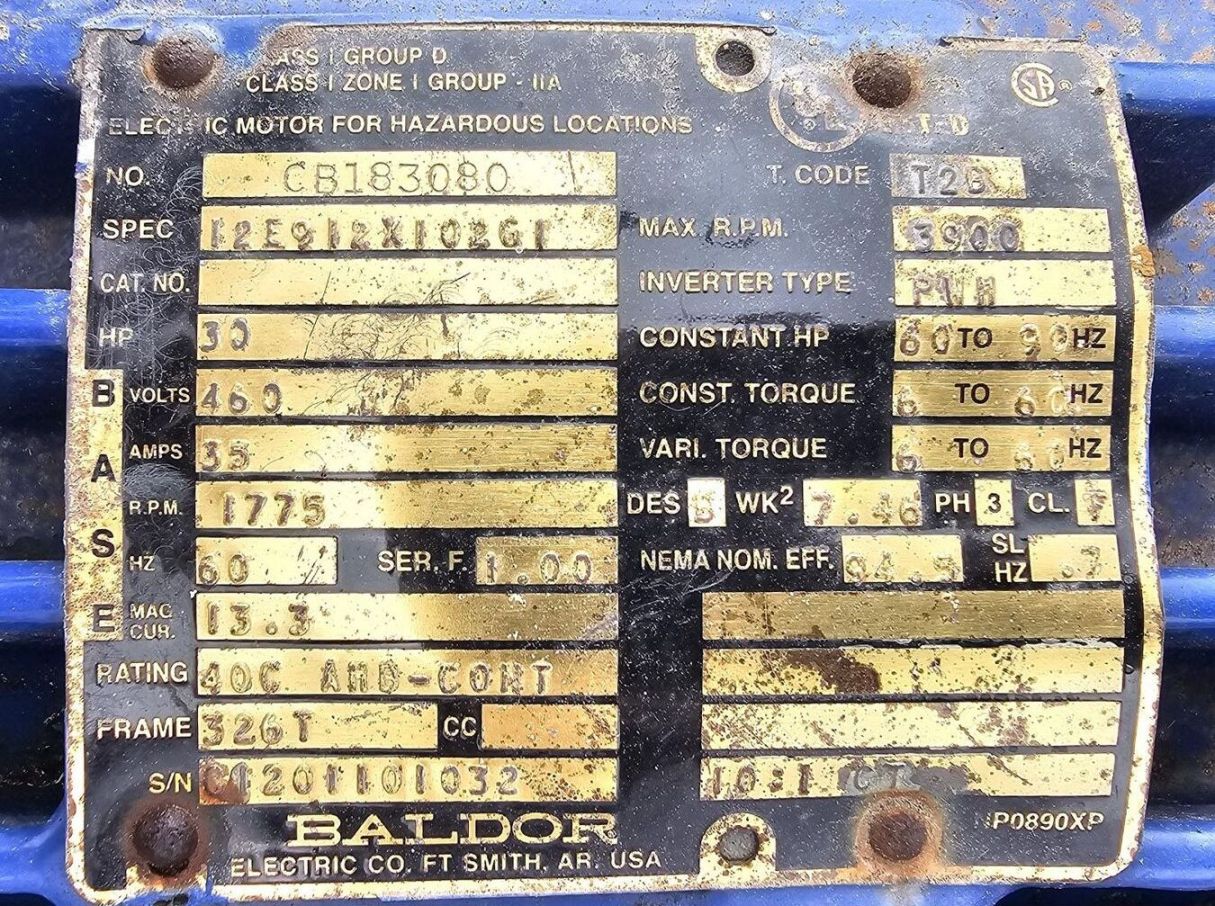 CLASS I GROUP D
CLASS I ZONE I GROUP - IIA
ELECTRIC MOTOR FOR HAZARDOUS LOCATIONS
UL LISTED
SA ®
NO. CB183080
T. CODE
SPEC 12E912X102G1
MAX. R.P.M. 3900
CAT. NO.
INVERTER TYPE
HP 30
CONSTANT HP 60 TO 90 HZ
BASE
VOLTS 460
CONST. TORQUE 6 TO 60 HZ
AMPS 35
VARI. TORQUE 6 TO 60 HZ
R.P.M. 1775
DES WK² 7.46 PH 3 CL.
HZ 60 SER. F. 1.00
NEMA NOM. EFF. SL HZ .7
MAG CUR. 13.3
RATING 40C AMB-CONT
FRAME 326T CC
S/N C1201101032
10:1 CT
BALDOR
NP0890XP
ELECTRIC CO. FT SMITH, AR. USA